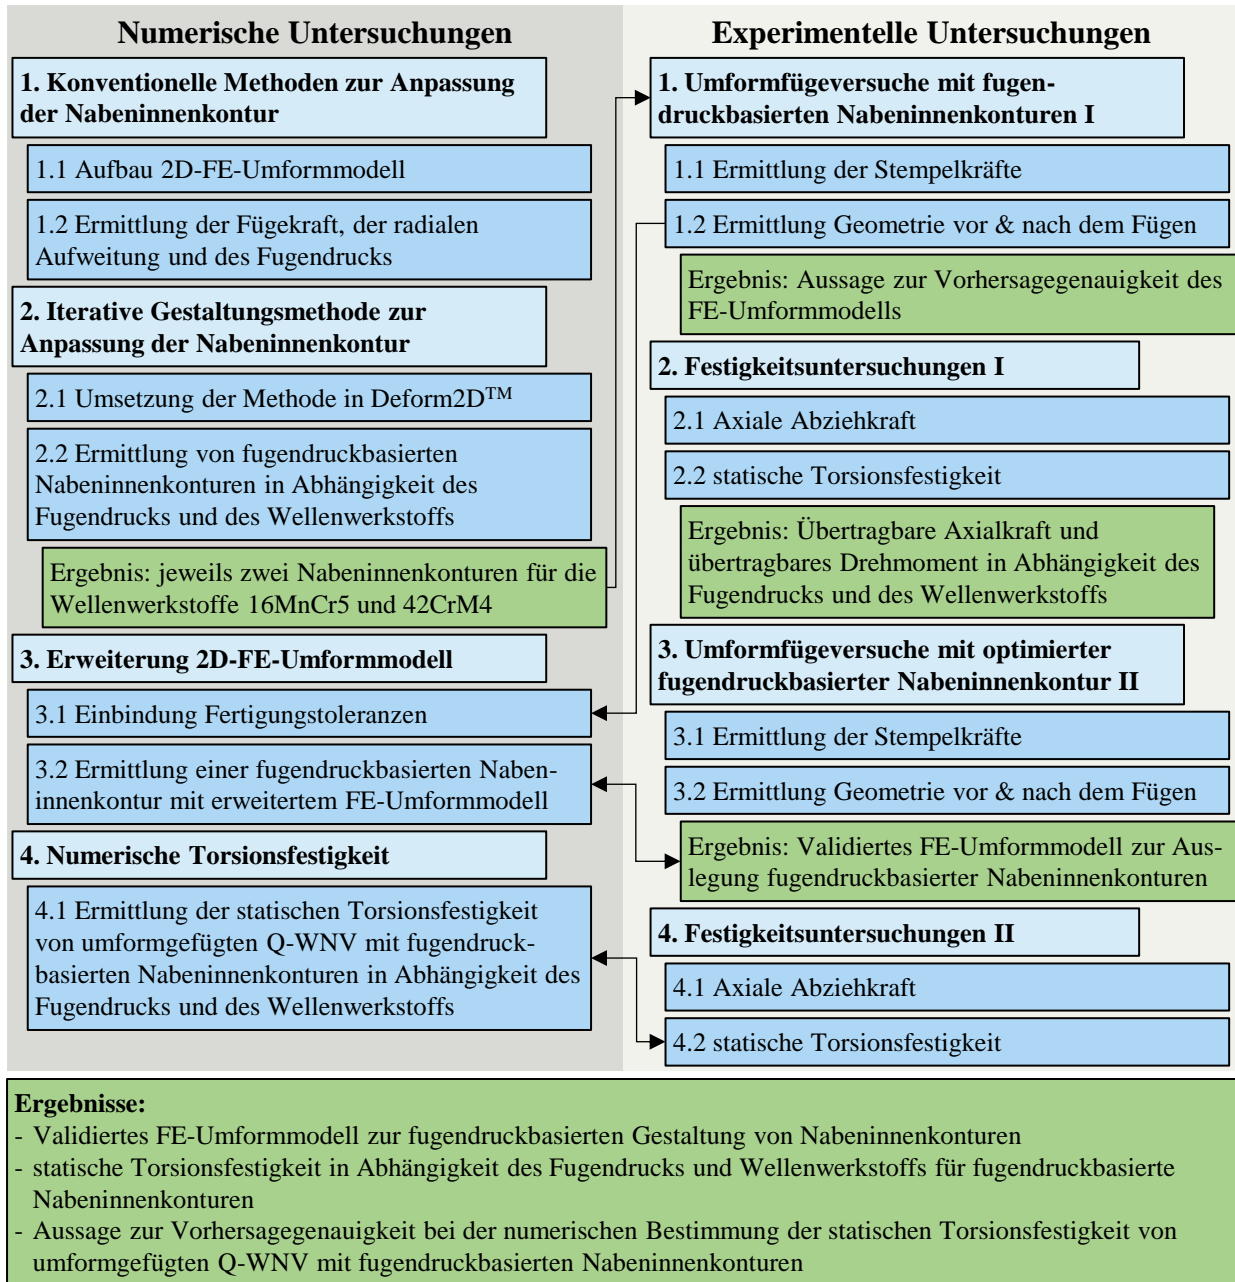 Numerische Untersuchungen
1. Konventionelle Methoden zur Anpassung
der Nabeninnenkontur
1.1 Aufbau 2D-FE-Umformmodell
1.2 Ermittlung der Fügekraft, der radialen
Aufweitung und des Fugendrucks
2. Iterative Gestaltungsmethode zur
Anpassung der Nabeninnenkontur
2.1 Umsetzung der Methode in Deform2D™
2.2 Ermittlung von fugendruckbasierten
Nabeninnenkonturen in Abhängigkeit des
Fugendrucks und des Wellenwerkstoffs
Ergebnis: jeweils zwei Nabeninnenkonturen für die
Wellenwerkstoffe 16MnCr5 und 42CrM4
3. Erweiterung 2D-FE-Umformmodell
3.1 Einbindung Fertigungstoleranzen
3.2 Ermittlung einer fugendruckbasierten Naben-
innenkontur mit erweitertem FE-Umformmodell
4. Numerische Torsionsfestigkeit
4.1 Ermittlung der statischen Torsionsfestigkeit
von umformgefügten Q-WNV mit fugendruck-
basierten Nabeninnenkonturen in Abhängigkeit des
Fugendrucks und des Wellenwerkstoffs
Experimentelle Untersuchungen
1. Umformfügeversuche mit fugen-
druckbasierten Nabeninnenkonturen I
1.1 Ermittlung der Stempelkräfte
1.2 Ermittlung Geometrie vor & nach dem Fügen
Ergebnis: Aussage zur Vorhersagegenauigkeit des
FE-Umformmodells
2. Festigkeitsuntersuchungen I
2.1 Axiale Abziehkraft
2.2 statische Torsionsfestigkeit
Ergebnis: Übertragbare Axialkraft und
übertragbares Drehmoment in Abhängigkeit des
Fugendrucks und des Wellenwerkstoffs
3. Umformfügeversuche mit optimierter
fugendruckbasierter Nabeninnenkontur II
3.1 Ermittlung der Stempelkräfte
3.2 Ermittlung Geometrie vor & nach dem Fügen
Ergebnis: Validiertes FE-Umformmodell zur Aus-
legung fugendruckbasierter Nabeninnenkonturen
4. Festigkeitsuntersuchungen II
4.1 Axiale Abziehkraft
4.2 statische Torsionsfestigkeit
Ergebnisse:
- Validiertes FE-Umformmodell zur fugendruckbasierten Gestaltung von Nabeninnenkonturen
- statische Torsionsfestigkeit in Abhängigkeit des Fugendrucks und Wellenwerkstoffs für fugendruckbasierte
Nabeninnenkonturen
- Aussage zur Vorhersagegenauigkeit bei der numerischen Bestimmung der statischen Torsionsfestigkeit von
umformgefügten Q-WNV mit fugendruckbasierten Nabeninnenkonturen